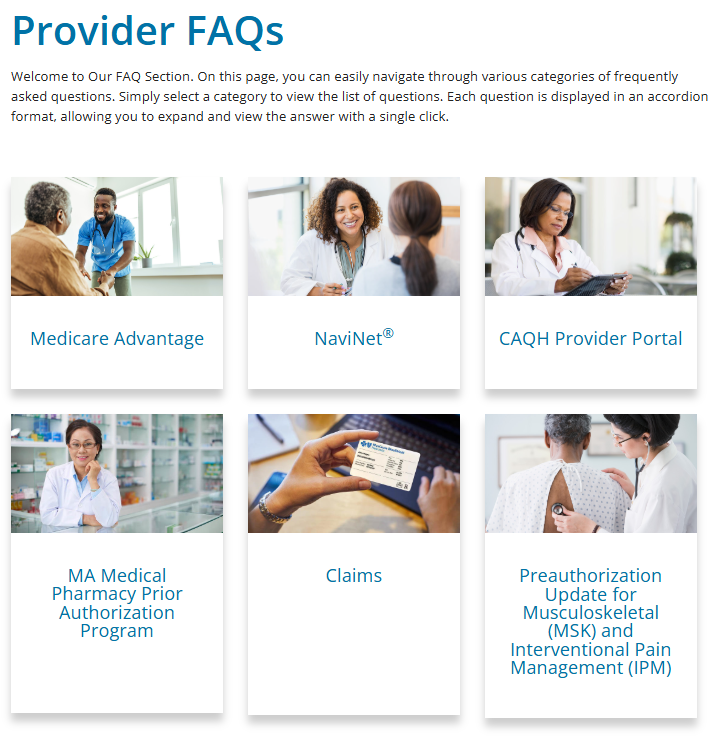 Provider FAQs
Welcome to Our FAQ Section. On this page, you can easily navigate through various categories of frequently
asked questions. Simply select a category to view the list of questions. Each question is displayed in an accordion
format, allowing you to expand and view the answer with a single click.
Medicare Advantage
NaviNet®
CAQH Provider Portal
MA Medical
Pharmacy Prior
Authorization
Program
Claims
Preauthorization
Update for
Musculoskeletal
(MSK) and
Interventional Pain
Management (IPM)